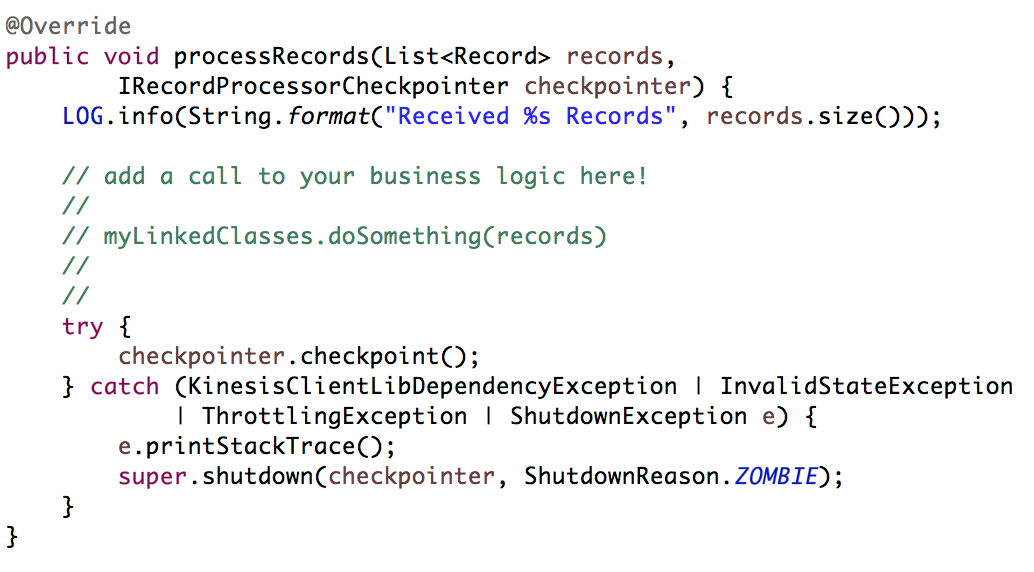 @Override
public void processRecords(List<Record> records,
        IRecordProcessorCheckpointer checkpointer) {
    LOG.info(String.format("Received %s Records", records.size()));

    // add a call to your business logic here!
    //
    // myLinkedClasses.doSomething(records)
    //
    //
    try {
        checkpointer.checkpoint();
    } catch (KinesisClientLibDependencyException | InvalidStateException
            | ThrottlingException | ShutdownException e) {
        e.printStackTrace();
        super.shutdown(checkpointer, ShutdownReason.ZOMBIE);
    }
}